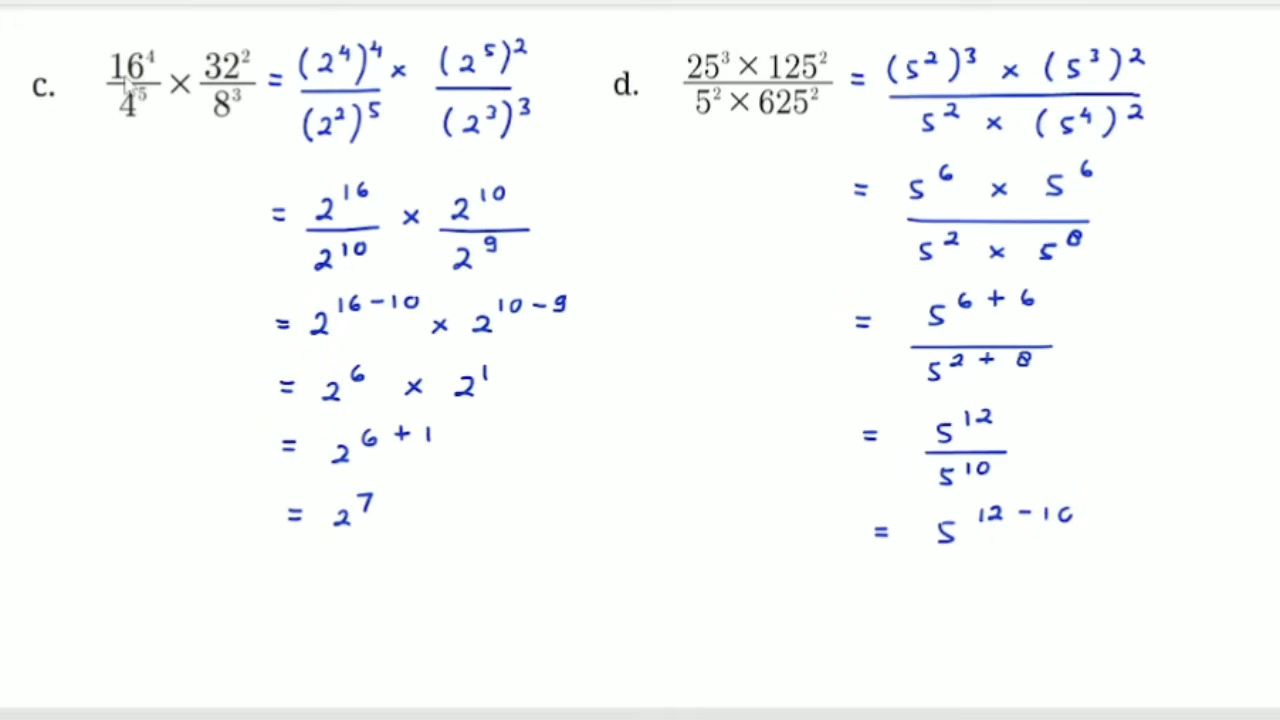 c. 16⁴/4⁵ × 32²/8³ = (2⁴)⁴/(2²)⁵ × (2⁵)²/(2³)³
= 2¹⁶/2¹⁰ × 2¹⁰/2⁹
= 2¹⁶⁻¹⁰ × 2¹⁰⁻⁹
= 2⁶ × 2¹
= 2⁶⁺¹
= 2⁷
d. 25³ × 125²/5² × 625² = (5²)³ × (5³)²/5² × (5⁴)²
= 5⁶ × 5⁶/5² × 5⁸
= 5⁶⁺⁶/5²⁺⁸
= 5¹²/5¹⁰
= 5¹²⁻¹⁰